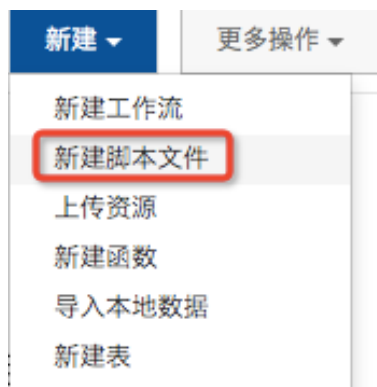 新建 更多操作
新建工作流
新建脚本文件
上传资源
新建函数
导入本地数据
新建表